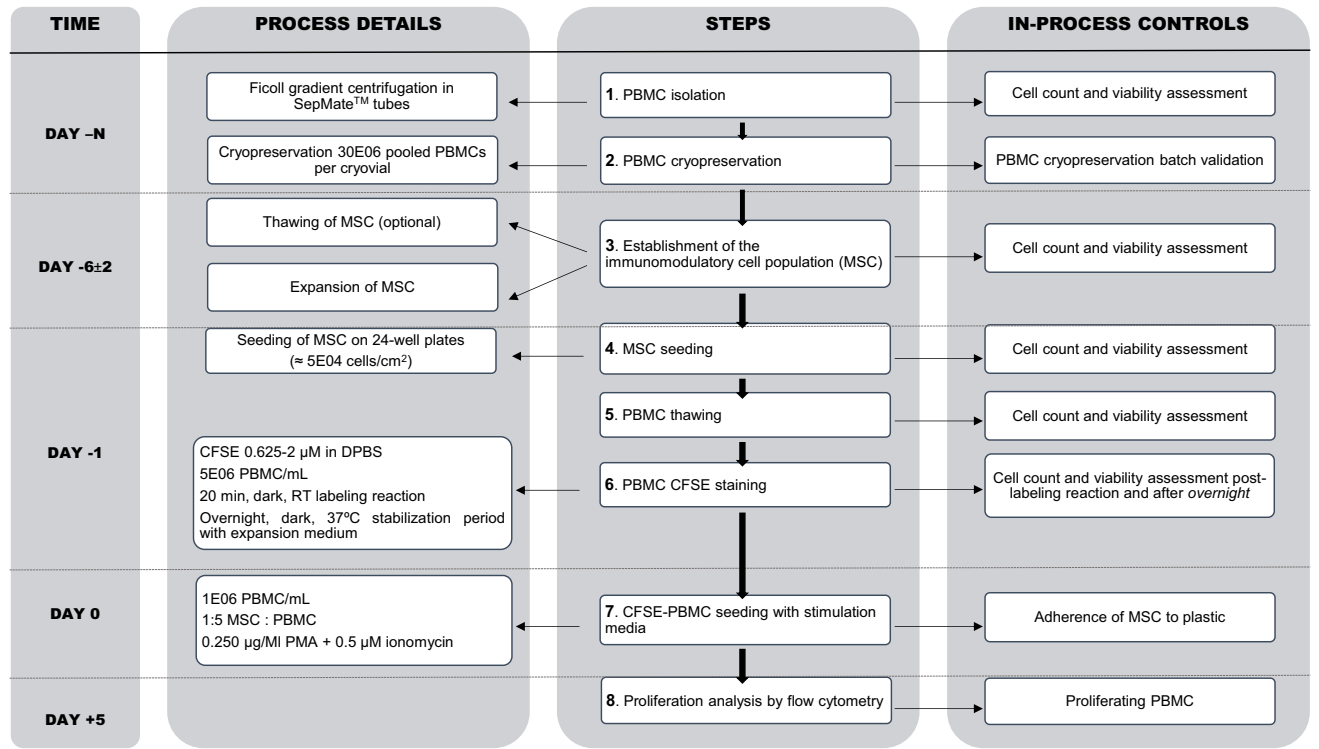 TIME
PROCESS DETAILS
STEPS
IN-PROCESS CONTROLS
DAY –N
Ficoll gradient centrifugation in
SepMate™ tubes
1. PBMC isolation
Cell count and viability assessment
Cryopreservation 30E06 pooled PBMCs
per cryovial
2. PBMC cryopreservation
PBMC cryopreservation batch validation
DAY -6±2
Thawing of MSC (optional)
Expansion of MSC
3. Establishment of the
immunomodulatory cell population (MSC)
Cell count and viability assessment
DAY -1
Seeding of MSC on 24-well plates
(≈ 5E04 cells/cm²)
4. MSC seeding
Cell count and viability assessment
5. PBMC thawing
Cell count and viability assessment
CFSE 0.625-2 µM in DPBS
5E06 PBMC/mL
20 min, dark, RT labeling reaction
Overnight, dark, 37ºC stabilization period
with expansion medium
6. PBMC CFSE staining
Cell count and viability assessment post-
labeling reaction and after overnight
DAY 0
1E06 PBMC/mL
1:5 MSC : PBMC
0.250 µg/Ml PMA + 0.5 µM ionomycin
7. CFSE-PBMC seeding with stimulation
media
Adherence of MSC to plastic
DAY +5
8. Proliferation analysis by flow cytometry
Proliferating PBMC